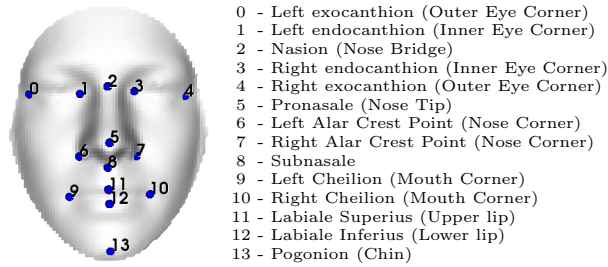 0
1
2
3
4
5
6
7
8
9
10
11
12
13
0 - Left exocanthion (Outer Eye Corner)
1 - Left endocanthion (Inner Eye Corner)
2 - Nasion (Nose Bridge)
3 - Right endocanthion (Inner Eye Corner)
4 - Right exocanthion (Outer Eye Corner)
5 - Pronasale (Nose Tip)
6 - Left Alar Crest Point (Nose Corner)
7 - Right Alar Crest Point (Nose Corner)
8 - Subnasale
9 - Left Cheilion (Mouth Corner)
10 - Right Cheilion (Mouth Corner)
11 - Labiale Superius (Upper lip)
12 - Labiale Inferius (Lower lip)
13 - Pogonion (Chin)